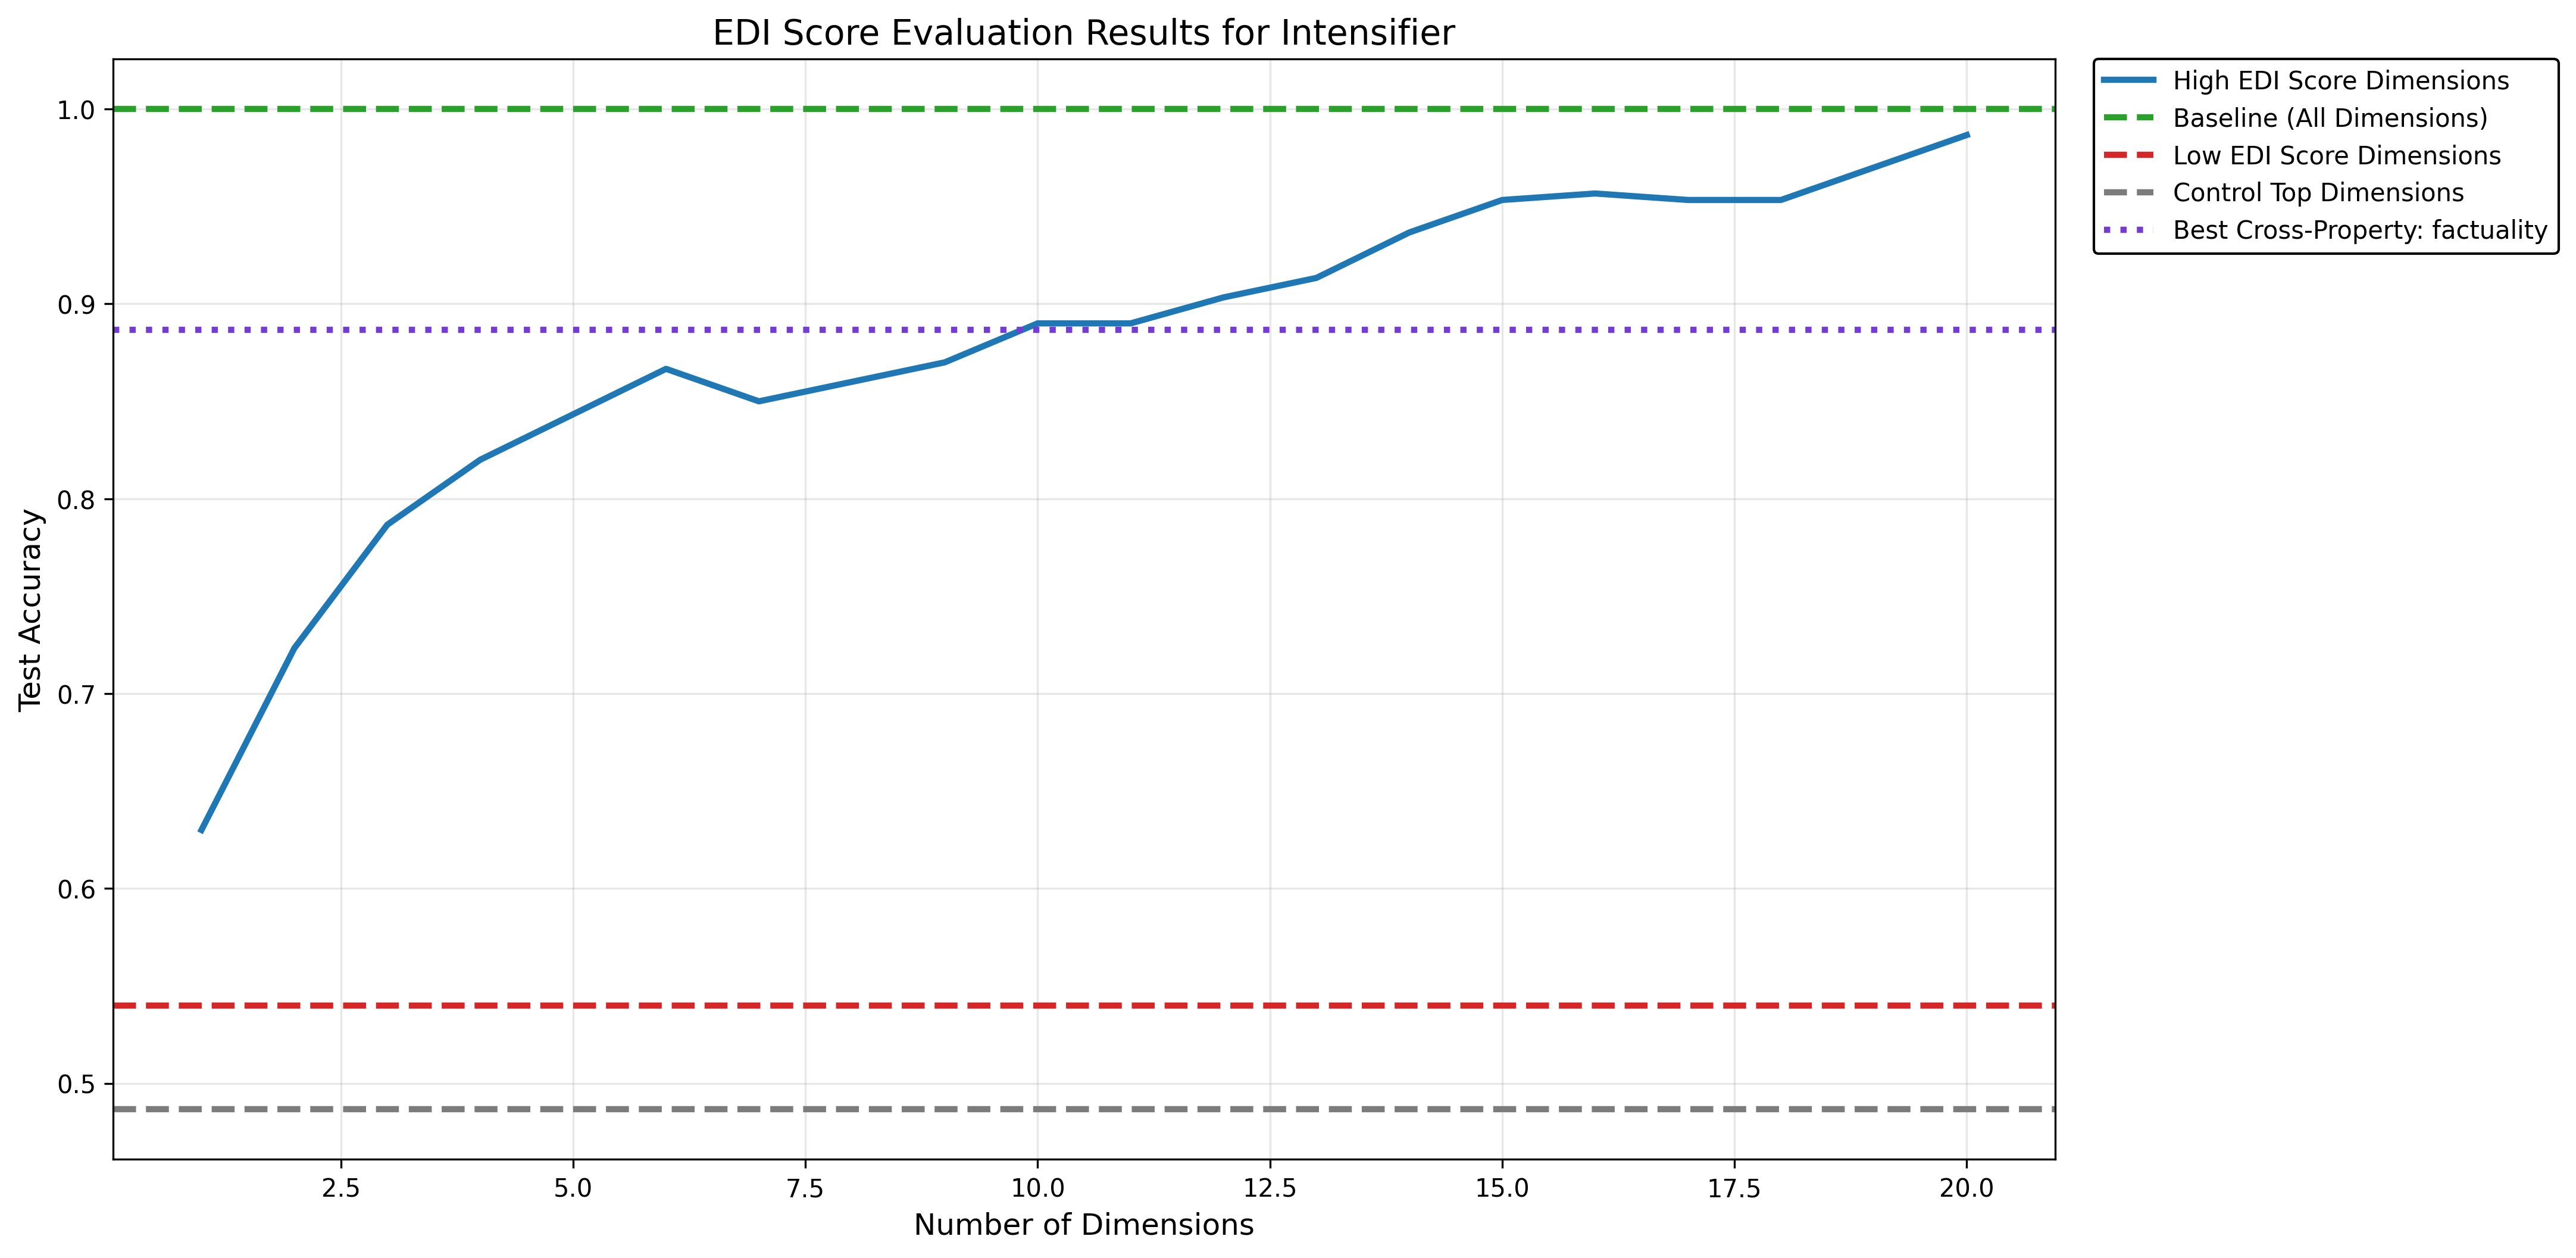 EDI Score Evaluation Results for Intensifier
High EDI Score Dimensions
Baseline (All Dimensions)
Low EDI Score Dimensions
Control Top Dimensions
Best Cross-Property: factuality
Test Accuracy
1.0
0.9
0.8
0.7
0.6
0.5
2.5 5.0 7.5 10.0 12.5 15.0 17.5 20.0
Number of Dimensions